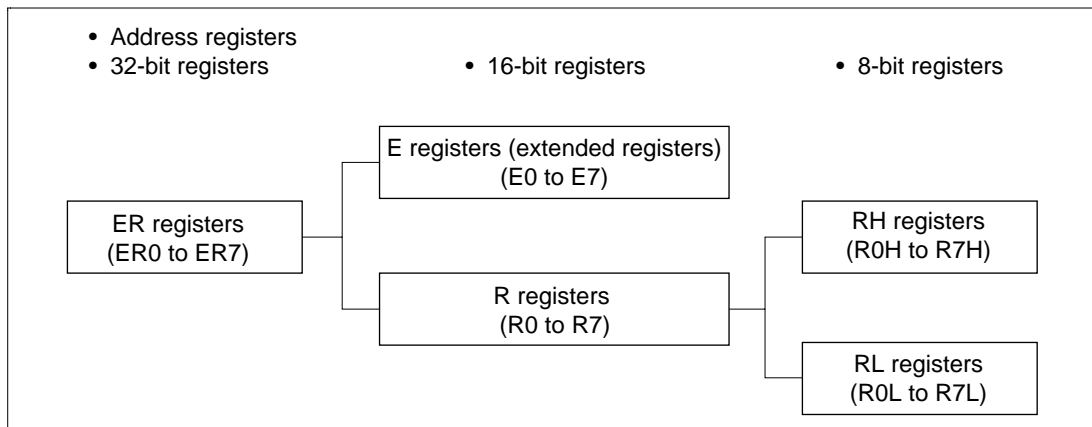 • Address registers
• 32-bit registers
• 16-bit registers
• 8-bit registers
E registers (extended registers)
(E0 to E7)
ER registers
(ER0 to ER7)
RH registers
(R0H to R7H)
R registers
(R0 to R7)
RL registers
(R0L to R7L)